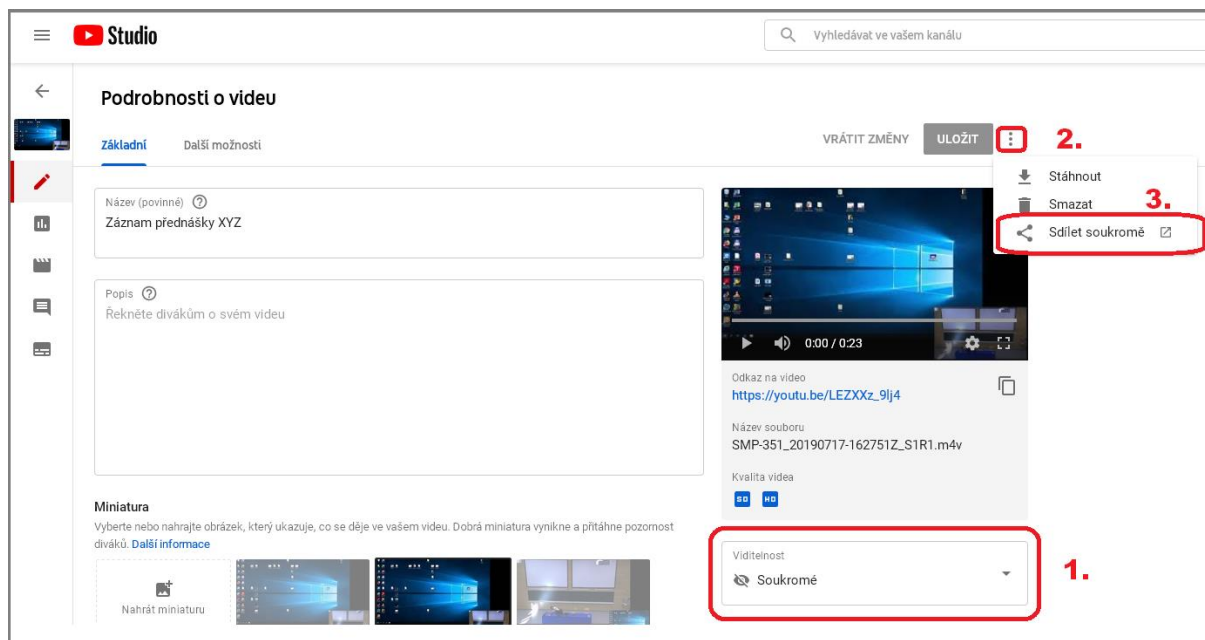 Studio
Vyhledávat ve vašem kanálu
Podrobnosti o videu
Základní
Další možnosti
VRÁTIT ZMĚNY
ULOŽIT
2.
Stáhnout
Smazat
3.
Sdílet soukromě
Název (povinné)
Záznam přednášky XYZ
Popis
Řekněte divákům o svém videu
0:00 / 0:23
Odkaz na video
https://youtu.be/LEZXXz_9lj4
Název souboru
SMP-351_20190717-162751Z_S1R1.m4v
Kvalita videa
SD HD
Miniatura
Vyberte nebo nahrajte obrázek, který ukazuje, co se děje ve vašem videu. Dobrá miniatura vynikne a přitáhne pozornost
diváků. Další informace
Nahrát miniaturu
Viditelnost
Soukromé
1.